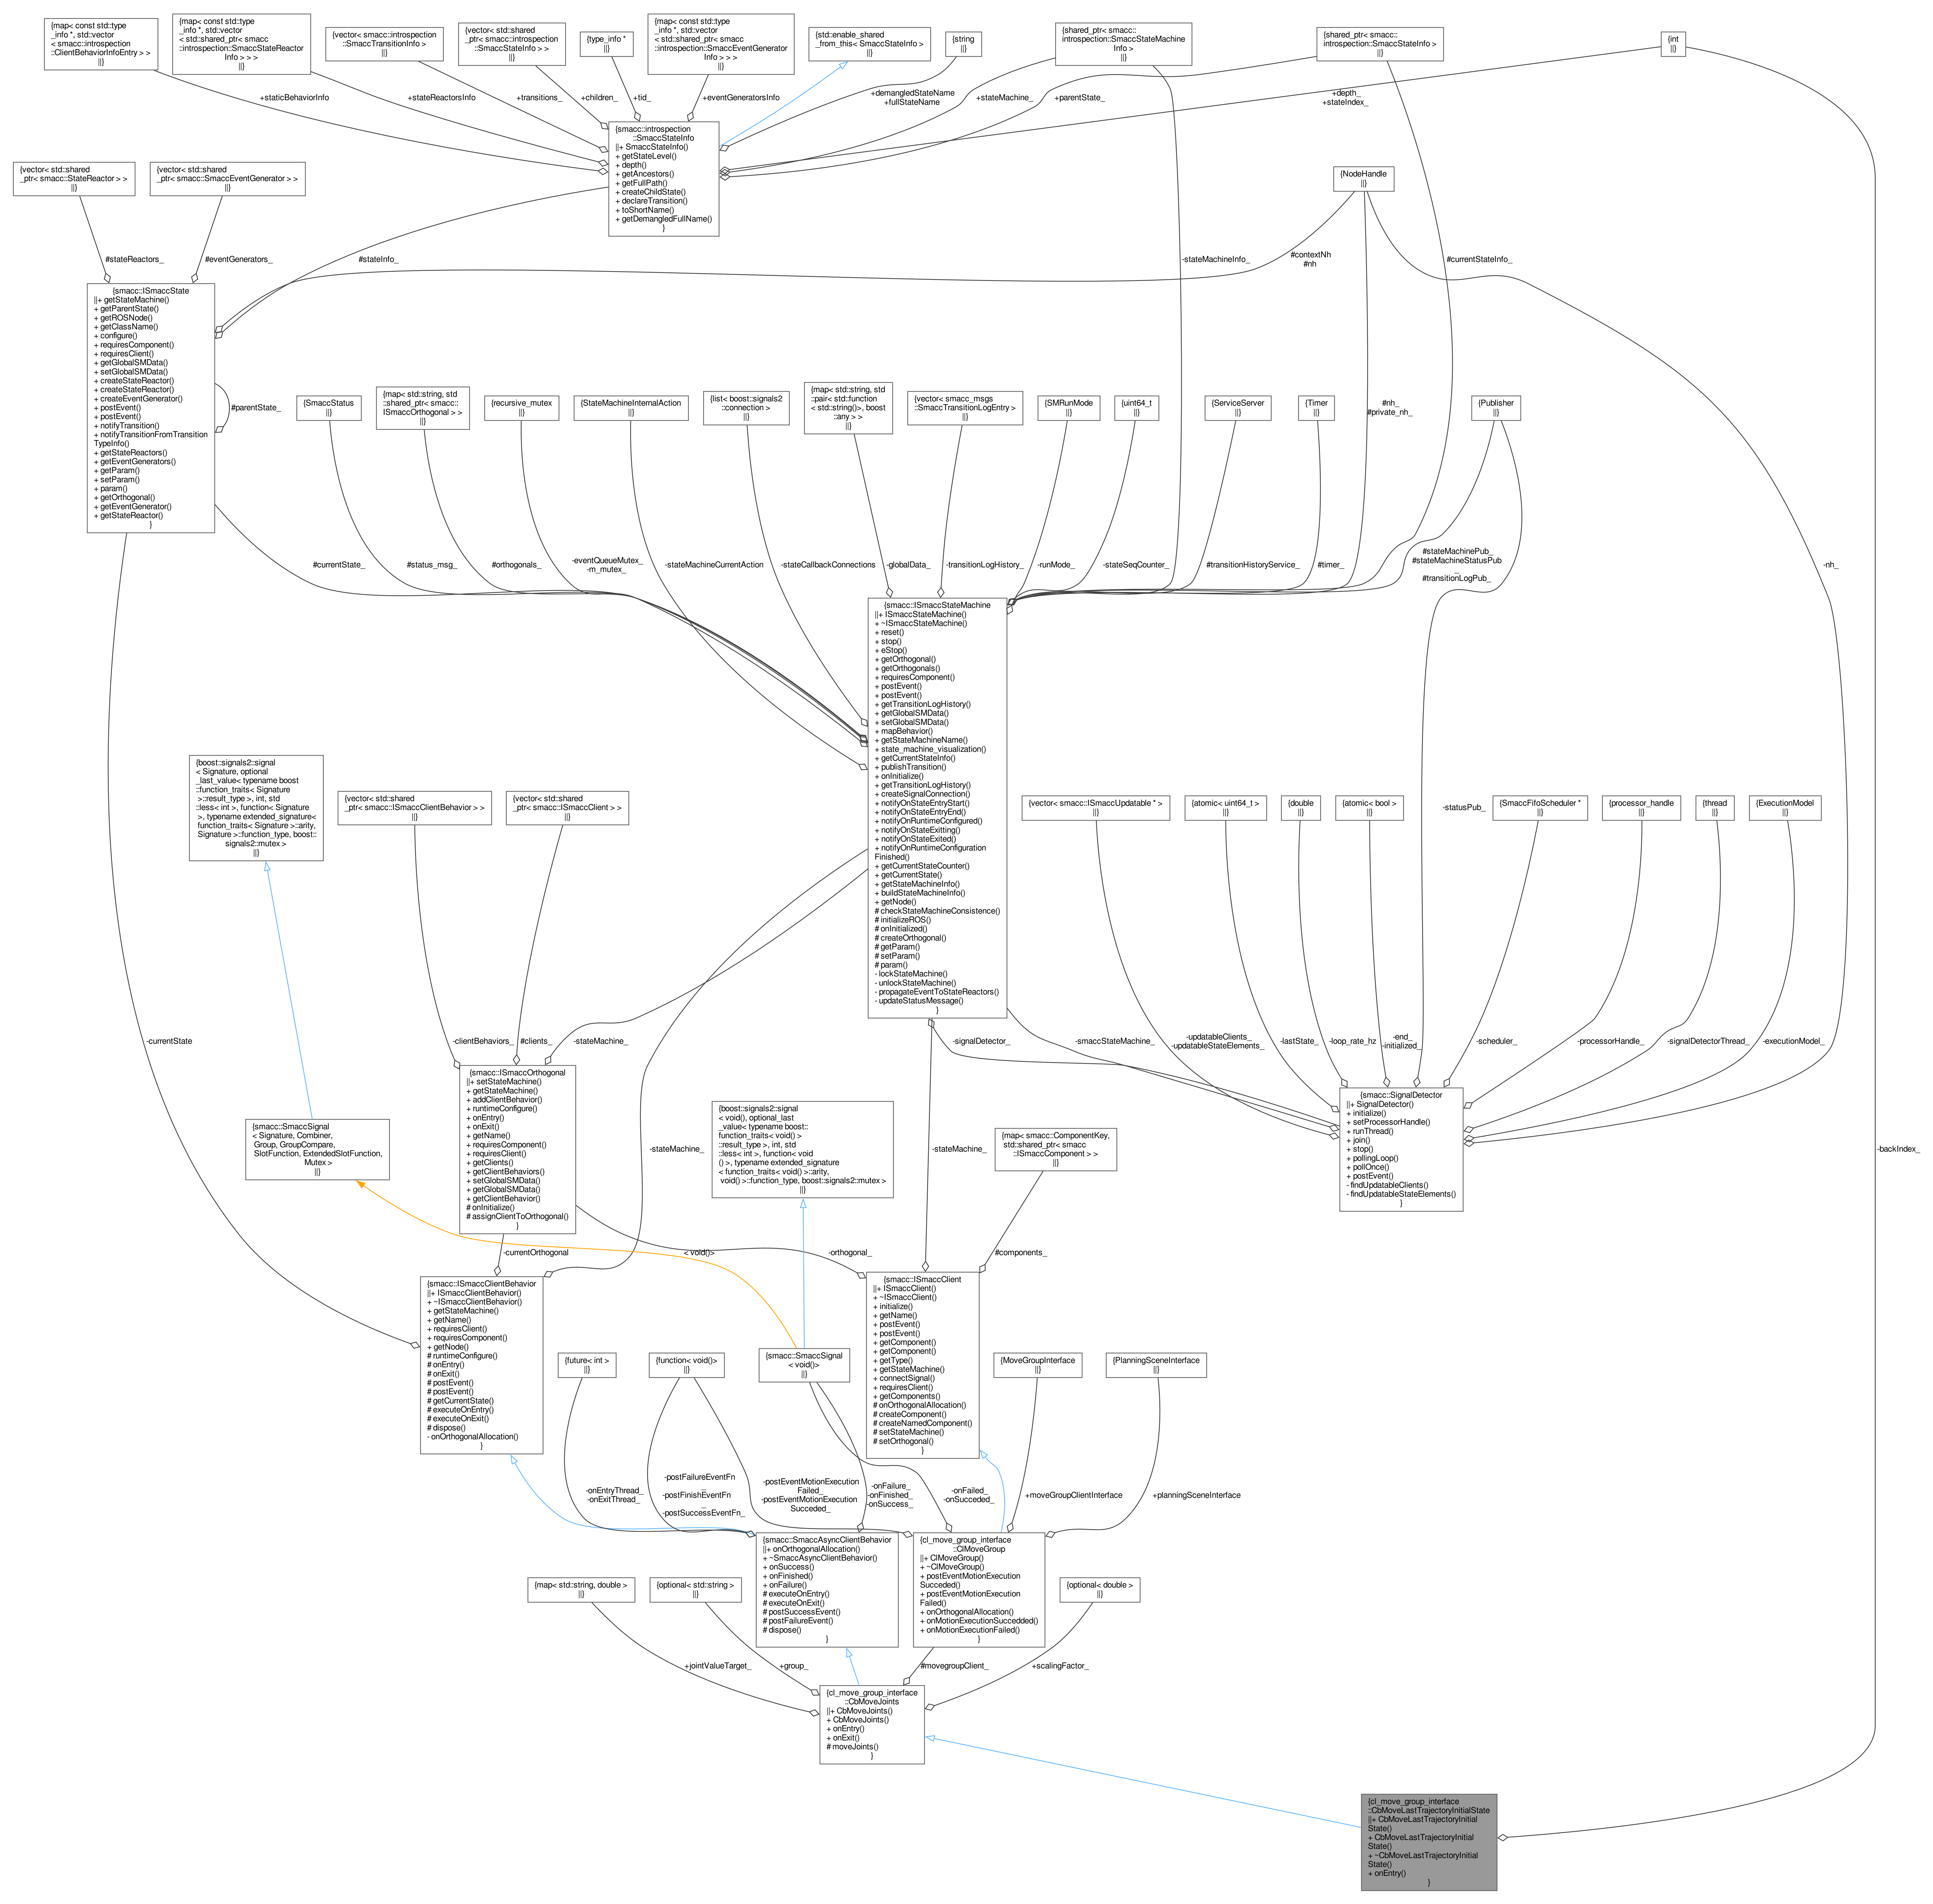 {map< const std::type
_info *, std::vector
< smacc::introspection
::ClientBehaviorInfoEntry > >
||}
{map< const std::type
_info *, std::vector
< std::shared_ptr< smacc
::introspection::SmaccStateReactor
Info > > >
||}
{vector< smacc::introspection
::SmaccTransitionInfo >
||}
{vector< std::shared
_ptr< smacc::introspection
::SmaccStateInfo > >
||}
{type_info *
||}
{map< const std::type
_info *, std::vector
< std::shared_ptr< smacc
::introspection::SmaccEventGenerator
Info > > >
||}
{std::enable_shared
_from_this< SmaccStateInfo >
||}
{string
||}
{shared_ptr< smacc::
introspection::SmaccStateMachine
Info >
||}
{shared_ptr< smacc::
introspection::SmaccStateInfo >
||}
{int
||}
+staticBehaviorInfo
+stateReactorsInfo
+transitions_
+children_
+tid_
+eventGeneratorsInfo
+demangledStateName
+fullStateName
+stateMachine_
+parentState_
+depth_
+stateIndex_
{smacc::introspection
::SmaccStateInfo
||+ SmaccStateInfo()
+ getStateLevel()
+ depth()
+ getAncestors()
+ getFullPath()
+ createChildState()
+ declareTransition()
+ toShortName()
+ getDemangledFullName()
}
{vector< std::shared
_ptr< smacc::StateReactor > >
||}
{vector< std::shared
_ptr< smacc::SmaccEventGenerator > >
||}
{NodeHandle
||}
#stateReactors_
#eventGenerators_
#stateInfo_
#contextNh
#nh
-stateMachineInfo_
#currentStateInfo_
{smacc::ISmaccState
||+ getStateMachine()
+ getParentState()
+ getROSNode()
+ getClassName()
+ configure()
+ requiresComponent()
+ requiresClient()
+ getGlobalSMData()
+ setGlobalSMData()
+ createStateReactor()
+ createStateReactor()
+ createEventGenerator()
+ postEvent()
+ postEvent()
+ notifyTransition()
+ notifyTransitionFromTransition
TypeInfo()
+ getStateReactors()
+ getEventGenerators()
+ getParam()
+ setParam()
+ param()
+ getOrthogonal()
+ getEventGenerator()
+ getStateReactor()
}
#parentState_
{SmaccStatus
||}
{map< std::string, std
::shared_ptr< smacc::
ISmaccOrthogonal > >
||}
{recursive_mutex
||}
{StateMachineInternalAction
||}
{list< boost::signals2
::connection >
||}
{map< std::string, std
::pair< std::function
< std::string()>, boost
::any > >
||}
{vector< smacc_msgs
::SmaccTransitionLogEntry >
||}
{SMRunMode
||}
{uint64_t
||}
{ServiceServer
||}
{Timer
||}
#nh_
#private_nh_
{Publisher
||}
#currentState_
#status_msg_
#orthogonals_
-eventQueueMutex_
-m_mutex_
-stateMachineCurrentAction
-stateCallbackConnections
-globalData_
-transitionLogHistory_
-runMode_
-stateSeqCounter_
#transitionHistoryService_
#timer_
#stateMachinePub_
#stateMachineStatusPub
_
#transitionLogPub_
-nh_
{smacc::ISmaccStateMachine
||+ ISmaccStateMachine()
+ ~ISmaccStateMachine()
+ reset()
+ stop()
+ eStop()
+ getOrthogonal()
+ getOrthogonals()
+ requiresComponent()
+ postEvent()
+ postEvent()
+ getTransitionLogHistory()
+ getGlobalSMData()
+ setGlobalSMData()
+ mapBehavior()
+ getStateMachineName()
+ state_machine_visualization()
+ getCurrentStateInfo()
+ publishTransition()
+ onInitialize()
+ getTransitionLogHistory()
+ createSignalConnection()
+ notifyOnStateEntryStart()
+ notifyOnStateEntryEnd()
+ notifyOnRuntimeConfigured()
+ notifyOnStateExitting()
+ notifyOnStateExited()
+ notifyOnRuntimeConfiguration
Finished()
+ getCurrentStateCounter()
+ getCurrentState()
+ getStateMachineInfo()
+ buildStateMachineInfo()
+ getNode()
# checkStateMachineConsistence()
# initializeROS()
# onInitialized()
# createOrthogonal()
# getParam()
# setParam()
# param()
- lockStateMachine()
- unlockStateMachine()
- propagateEventToStateReactors()
- updateStatusMessage()
}
{boost::signals2::signal
< Signature, optional
_last_value< typename boost
::function_traits< Signature
>::result_type >, int, std
::less< int >, function< Signature
>, typename extended_signature<
function_traits< Signature >::arity,
Signature >::function_type, boost::
signals2::mutex >
||}
{vector< std::shared
_ptr< smacc::ISmaccClientBehavior > >
||}
{vector< std::shared
_ptr< smacc::ISmaccClient > >
||}
{vector< smacc::ISmaccUpdatable * >
||}
{atomic< uint64_t >
||}
{double
||}
{atomic< bool >
||}
-statusPub_
{SmaccFifoScheduler *
||}
{processor_handle
||}
{thread
||}
{ExecutionModel
||}
-currentState
-clientBehaviors_
#clients_
-stateMachine_
-signalDetector_
-smaccStateMachine_
-updatableClients_
-updatableStateElements_
-lastState_
-loop_rate_hz
-end_
-initialized_
-scheduler_
-processorHandle_
-signalDetectorThread_
-executionModel_
{smacc::ISmaccOrthogonal
||+ setStateMachine()
+ getStateMachine()
+ addClientBehavior()
+ runtimeConfigure()
+ onEntry()
+ onExit()
+ getName()
+ requiresComponent()
+ requiresClient()
+ getClients()
+ getClientBehaviors()
+ setGlobalSMData()
+ getGlobalSMData()
+ getClientBehavior()
# onInitialize()
# assignClientToOrthogonal()
}
{smacc::SignalDetector
||+ SignalDetector()
+ initialize()
+ setProcessorHandle()
+ runThread()
+ join()
+ stop()
+ pollingLoop()
+ pollOnce()
+ postEvent()
- findUpdatableClients()
- findUpdatableStateElements()
}
{smacc::SmaccSignal
< Signature, Combiner,
Group, GroupCompare,
SlotFunction, ExtendedSlotFunction,
Mutex >
||}
{boost::signals2::signal
< void(), optional_last
_value< typename boost::
function_traits< void() >
::result_type >, int, std
::less< int >, function< void
() >, typename extended_signature
< function_traits< void() >::arity,
void() >::function_type, boost::signals2::mutex >
||}
-stateMachine_
-stateMachine_
{map< smacc::ComponentKey,
std::shared_ptr< smacc
::ISmaccComponent > >
||}
-backIndex_
-currentOrthogonal
< void()>
-orthogonal_
#components_
{smacc::ISmaccClientBehavior
||+ ISmaccClientBehavior()
+ ~ISmaccClientBehavior()
+ getStateMachine()
+ getName()
+ requiresClient()
+ requiresComponent()
+ getNode()
# runtimeConfigure()
# onEntry()
# onExit()
# postEvent()
# postEvent()
# getCurrentState()
# executeOnEntry()
# executeOnExit()
# dispose()
- onOrthogonalAllocation()
}
{smacc::ISmaccClient
||+ ISmaccClient()
+ ~ISmaccClient()
+ initialize()
+ getName()
+ postEvent()
+ postEvent()
+ getComponent()
+ getComponent()
+ getType()
+ getStateMachine()
+ connectSignal()
+ requiresClient()
+ getComponents()
# onOrthogonalAllocation()
# createComponent()
# createNamedComponent()
# setStateMachine()
# setOrthogonal()
}
{future< int >
||}
{function< void()>
||}
{smacc::SmaccSignal
< void()>
||}
{MoveGroupInterface
||}
{PlanningSceneInterface
||}
-onEntryThread_
-onExitThread_
-postFailureEventFn
_
-postFinishEventFn
_
-postSuccessEventFn_
-postEventMotionExecution
Failed_
-postEventMotionExecution
Succeded_
-onFailure_
-onFinished_
-onSuccess_
-onFailed_
-onSucceded_
+moveGroupClientInterface
+planningSceneInterface
{smacc::SmaccAsyncClientBehavior
||+ onOrthogonalAllocation()
+ ~SmaccAsyncClientBehavior()
+ onSuccess()
+ onFinished()
+ onFailure()
# executeOnEntry()
# executeOnExit()
# postSuccessEvent()
# postFailureEvent()
# dispose()
}
{cl_move_group_interface
::ClMoveGroup
||+ ClMoveGroup()
+ ~ClMoveGroup()
+ postEventMotionExecution
Succeded()
+ postEventMotionExecution
Failed()
+ onOrthogonalAllocation()
+ onMotionExecutionSuccedded()
+ onMotionExecutionFailed()
}
{map< std::string, double >
||}
{optional< std::string >
||}
{optional< double >
||}
+jointValueTarget_
+group_
#movegroupClient_
+scalingFactor_
{cl_move_group_interface
::CbMoveJoints
||+ CbMoveJoints()
+ CbMoveJoints()
+ onEntry()
+ onExit()
# moveJoints()
}
{cl_move_group_interface
::CbMoveLastTrajectoryInitialState
||+ CbMoveLastTrajectoryInitial
State()
+ CbMoveLastTrajectoryInitial
State()
+ ~CbMoveLastTrajectoryInitial
State()
+ onEntry()
}